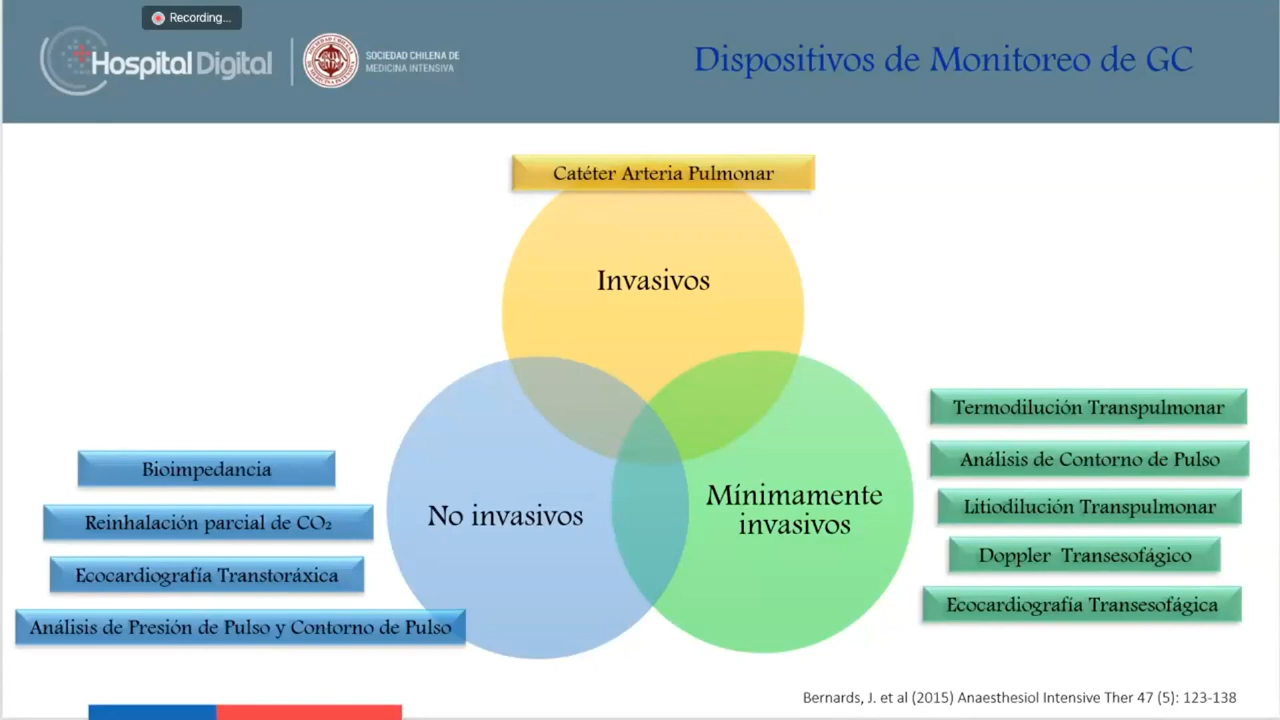 Recording...
Hospital Digital
SOCIEDAD CHILENA DE
MEDICINA INTENSIVA
Dispositivos de Monitoreo de GC
Catéter Arteria Pulmonar
Invasivos
No invasivos
Mínimamente
invasivos
Bioimpedancia
Reinhalación parcial de CO₂
Ecocardiografía Transtoráxica
Análisis de Presión de Pulso y Contorno de Pulso
Termodilución Transpulmonar
Análisis de Contorno de Pulso
Litiodilución Transpulmonar
Doppler Transesofágico
Ecocardiografía Transesofágica
Bernards, J. et al (2015) Anaesthesiol Intensive Ther 47 (5): 123-138